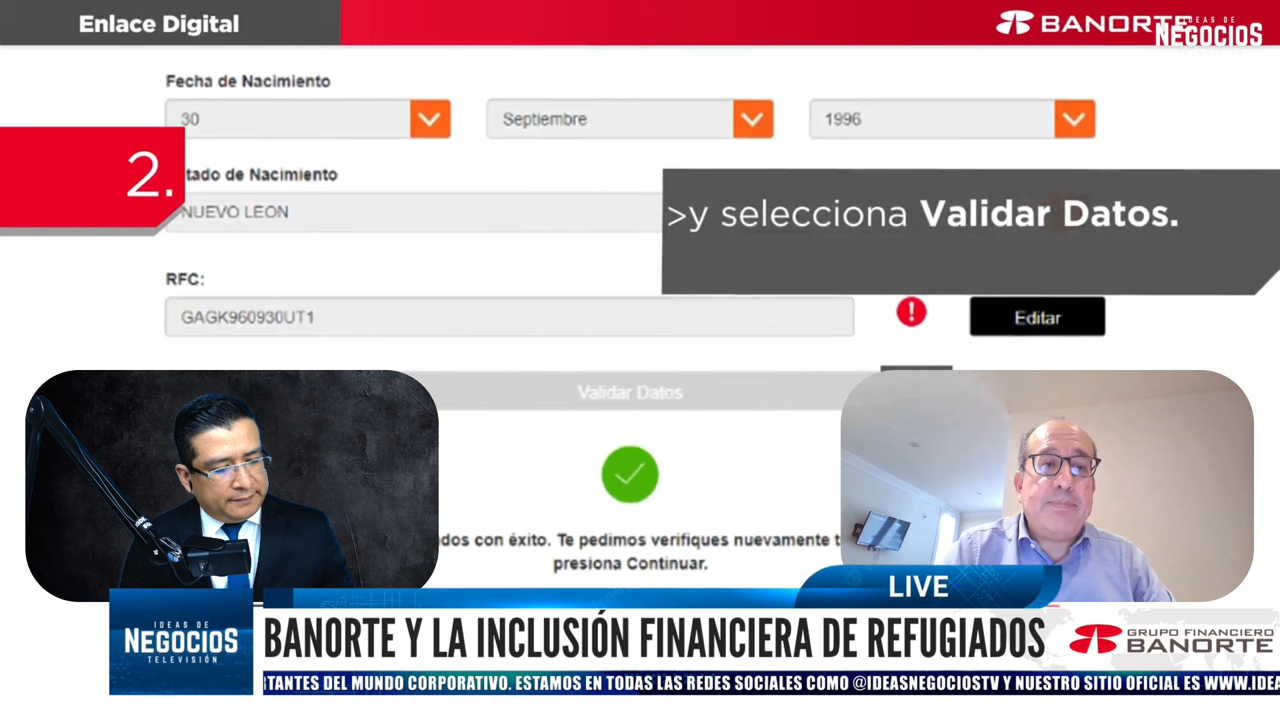 Enlace Digital
BANORTE
IDEAS DE
NEGOCIOS
Fecha de Nacimiento
30
Septiembre
1996
2.
tado de Nacimiento
NUEVO LEON
>y selecciona Validar Datos.
RFC:
GAGK960930UT1
!
Editar
Validar Datos
dos con éxito. Te pedimos verifiques nuevamente t
presiona Continuar.
LIVE
IDEAS DE
NEGOCIOS
TELEVISIÓN
BANORTE Y LA INCLUSIÓN FINANCIERA DE REFUGIADOS
GRUPO FINANCIERO
BANORTE
RTANTES DEL MUNDO CORPORATIVO. ESTAMOS EN TODAS LAS REDES SOCIALES COMO @IDEASNEGOCIOSTV Y NUESTRO SITIO OFICIAL ES WWW.IDEA